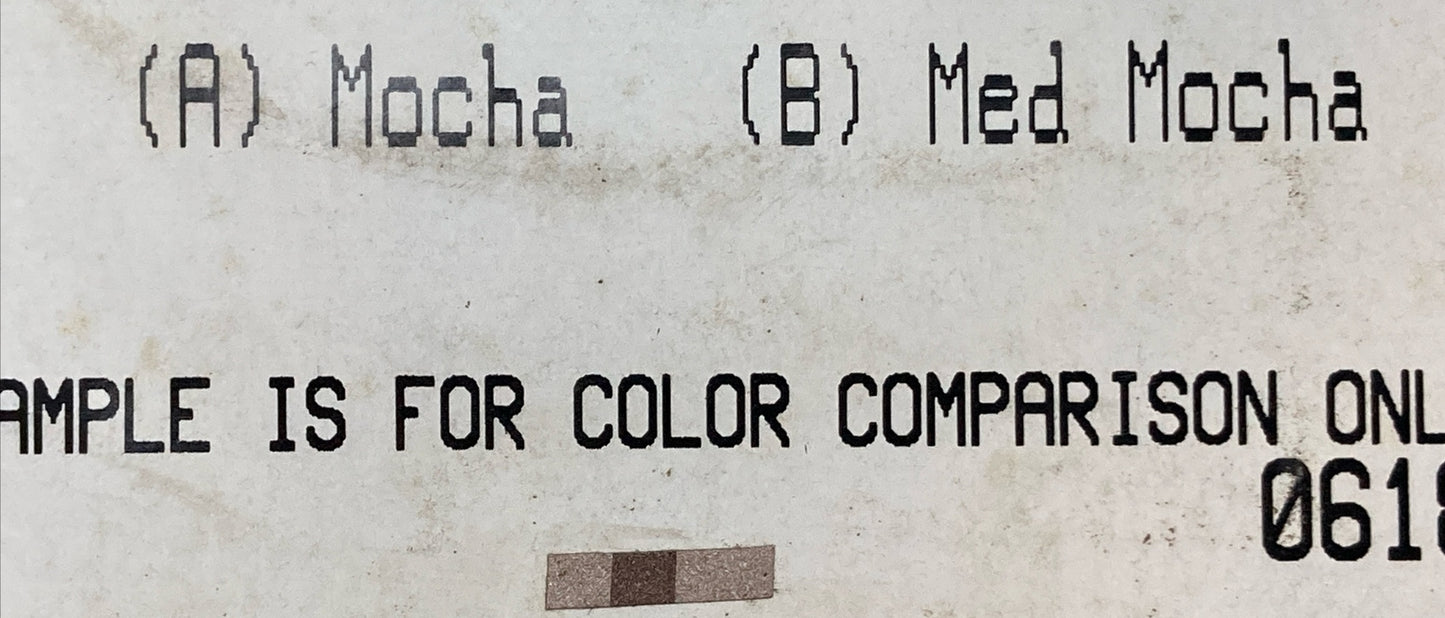 (A) Mocha (B) Med Mocha
AMPLE IS FOR COLOR COMPARISON ONL
061